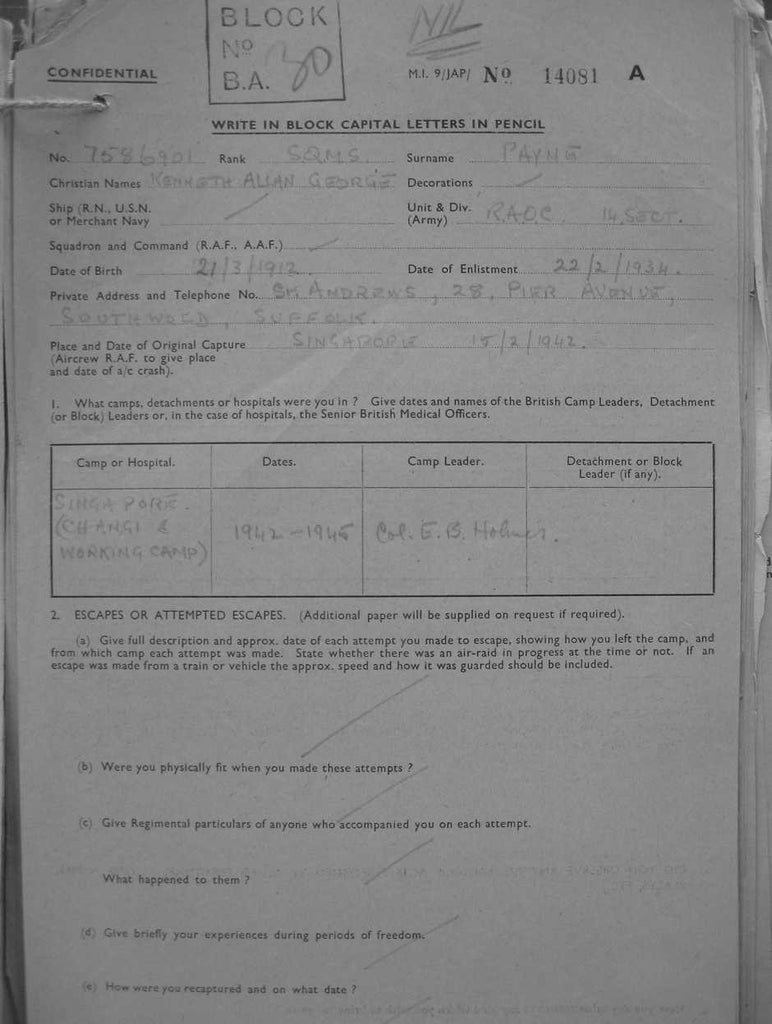 BLOCK
Nº
B.A. 30
NIL
CONFIDENTIAL
M.I. 9/JAP/ Nº 14081 A
WRITE IN BLOCK CAPITAL LETTERS IN PENCIL
No. 7586901 Rank SQMS. Surname PAYNE
Christian Names KENNETH ALLAN GEORGE Decorations
Ship (R.N., U.S.N. or Merchant Navy
Unit & Div. (Army) R.A.O.C. 14 SECT.
Squadron and Command (R.A.F., A.A.F.)
Date of Birth 21/3/1912 Date of Enlistment 22/2/1934.
Private Address and Telephone No. St. ANDREWS, 28, PIER AVENUE,
SOUTHWOLD, SUFFOLK.
Place and Date of Original Capture SINGAPORE 15/2/1942.
(Aircrew R.A.F. to give place
and date of a/c crash).
1. What camps, detachments or hospitals were you in ? Give dates and names of the British Camp Leaders, Detachment
(or Block) Leaders or, in the case of hospitals, the Senior British Medical Officers.
Camp or Hospital. Dates. Camp Leader. Detachment or Block
Leader (if any).
SINGAPORE.
(CHANGI & 1942-1945 Col. E.B. Holmes.
WORKING CAMP)
2. ESCAPES OR ATTEMPTED ESCAPES. (Additional paper will be supplied on request if required).
(a) Give full description and approx. date of each attempt you made to escape, showing how you left the camp, and
from which camp each attempt was made. State whether there was an air-raid in progress at the time or not. If an
escape was made from a train or vehicle the approx. speed and how it was guarded should be included.
(b) Were you physically fit when you made these attempts ?
(c) Give Regimental particulars of anyone who accompanied you on each attempt.
What happened to them ?
(d) Give briefly your experiences during periods of freedom.
(e) How were you recaptured and on what date ?